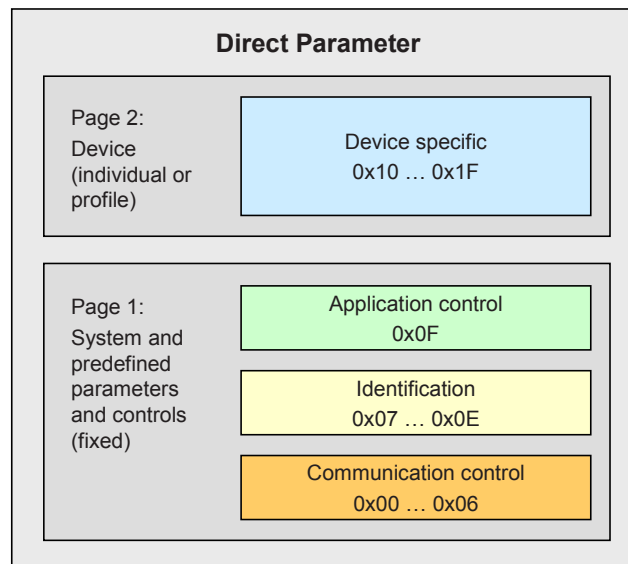 Direct Parameter
Page 2:
Device
(individual or
profile)
Device specific
0x10 … 0x1F
Page 1:
System and
predefined
parameters
and controls
(fixed)
Application control
0x0F
Identification
0x07 … 0x0E
Communication control
0x00 … 0x06